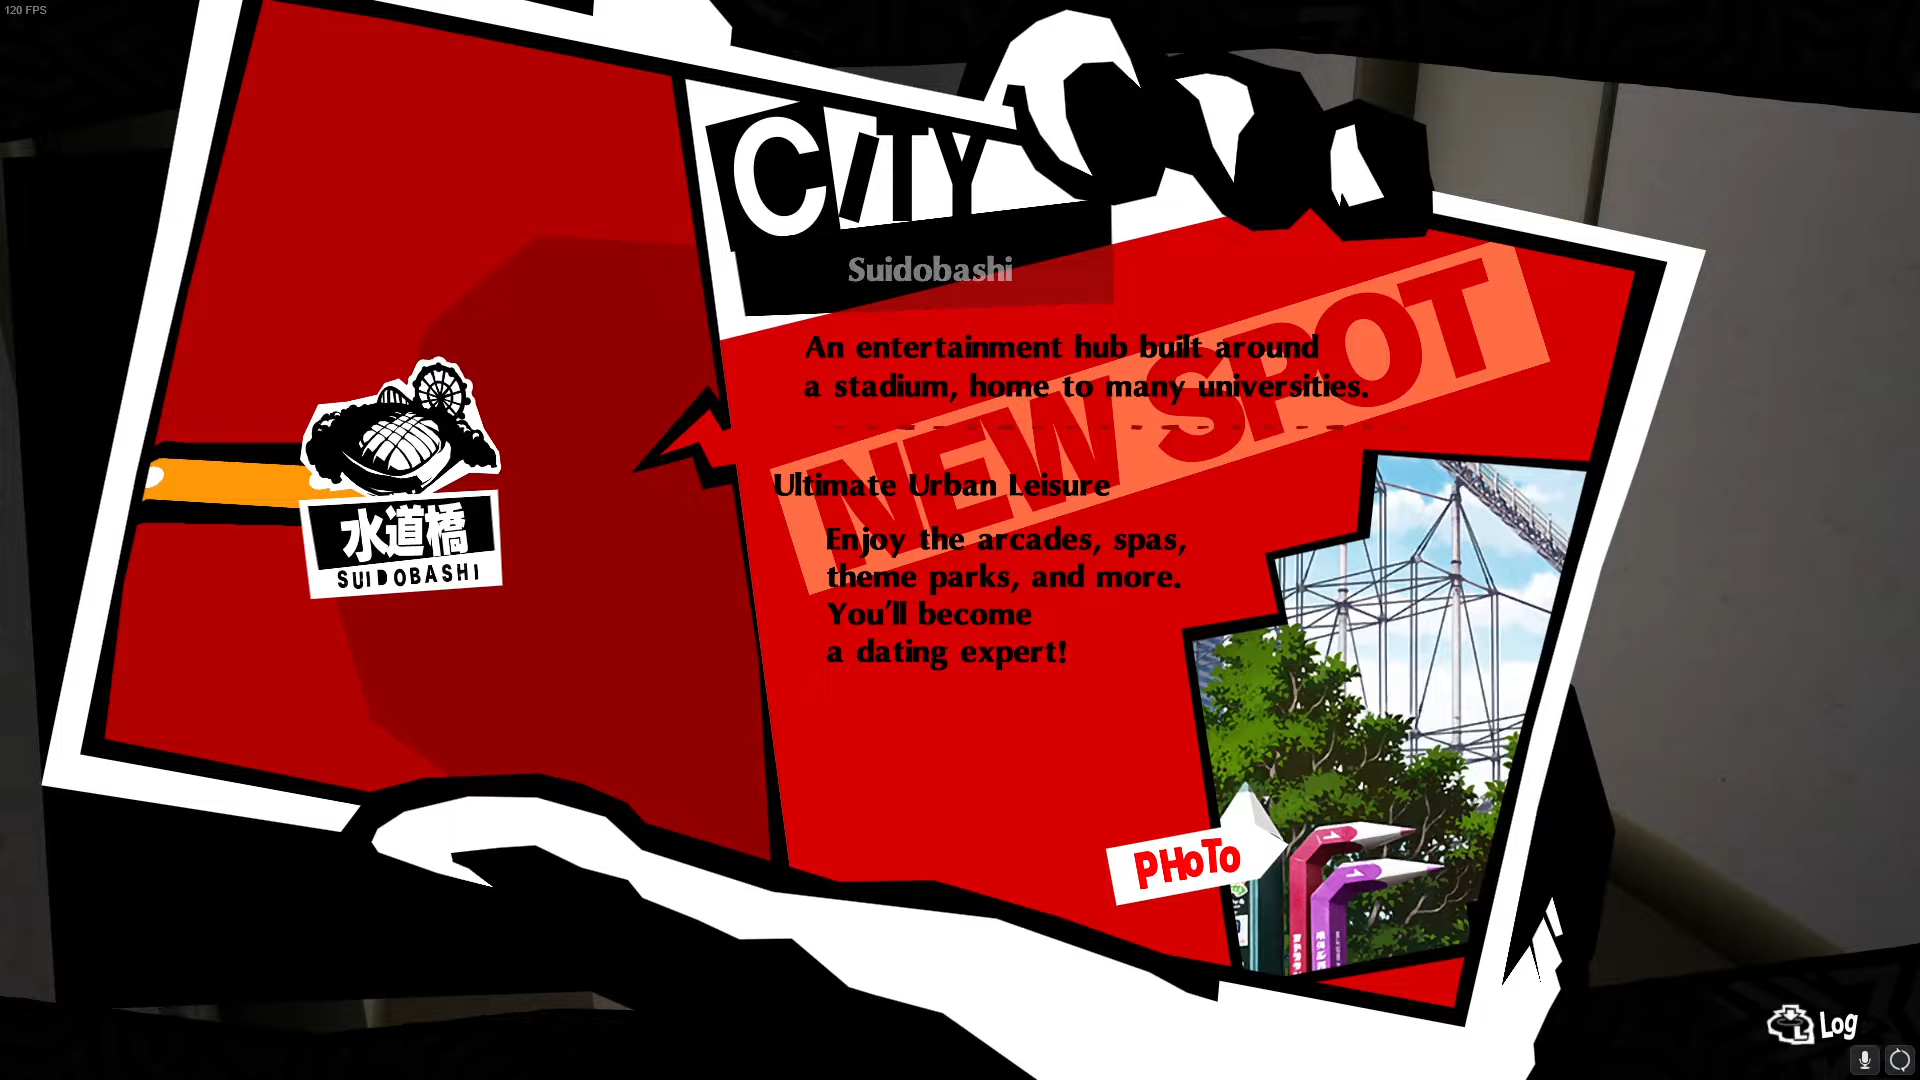 120 FPS
CITY
Suidobashi
NEW SPOT
An entertainment hub built around
a stadium, home to many universities.
Ultimate Urban Leisure
Enjoy the arcades, spas,
theme parks, and more.
You'll become
a dating expert!
水道橋
SUIDOBASHI
PHOTO
1
1
L
Log